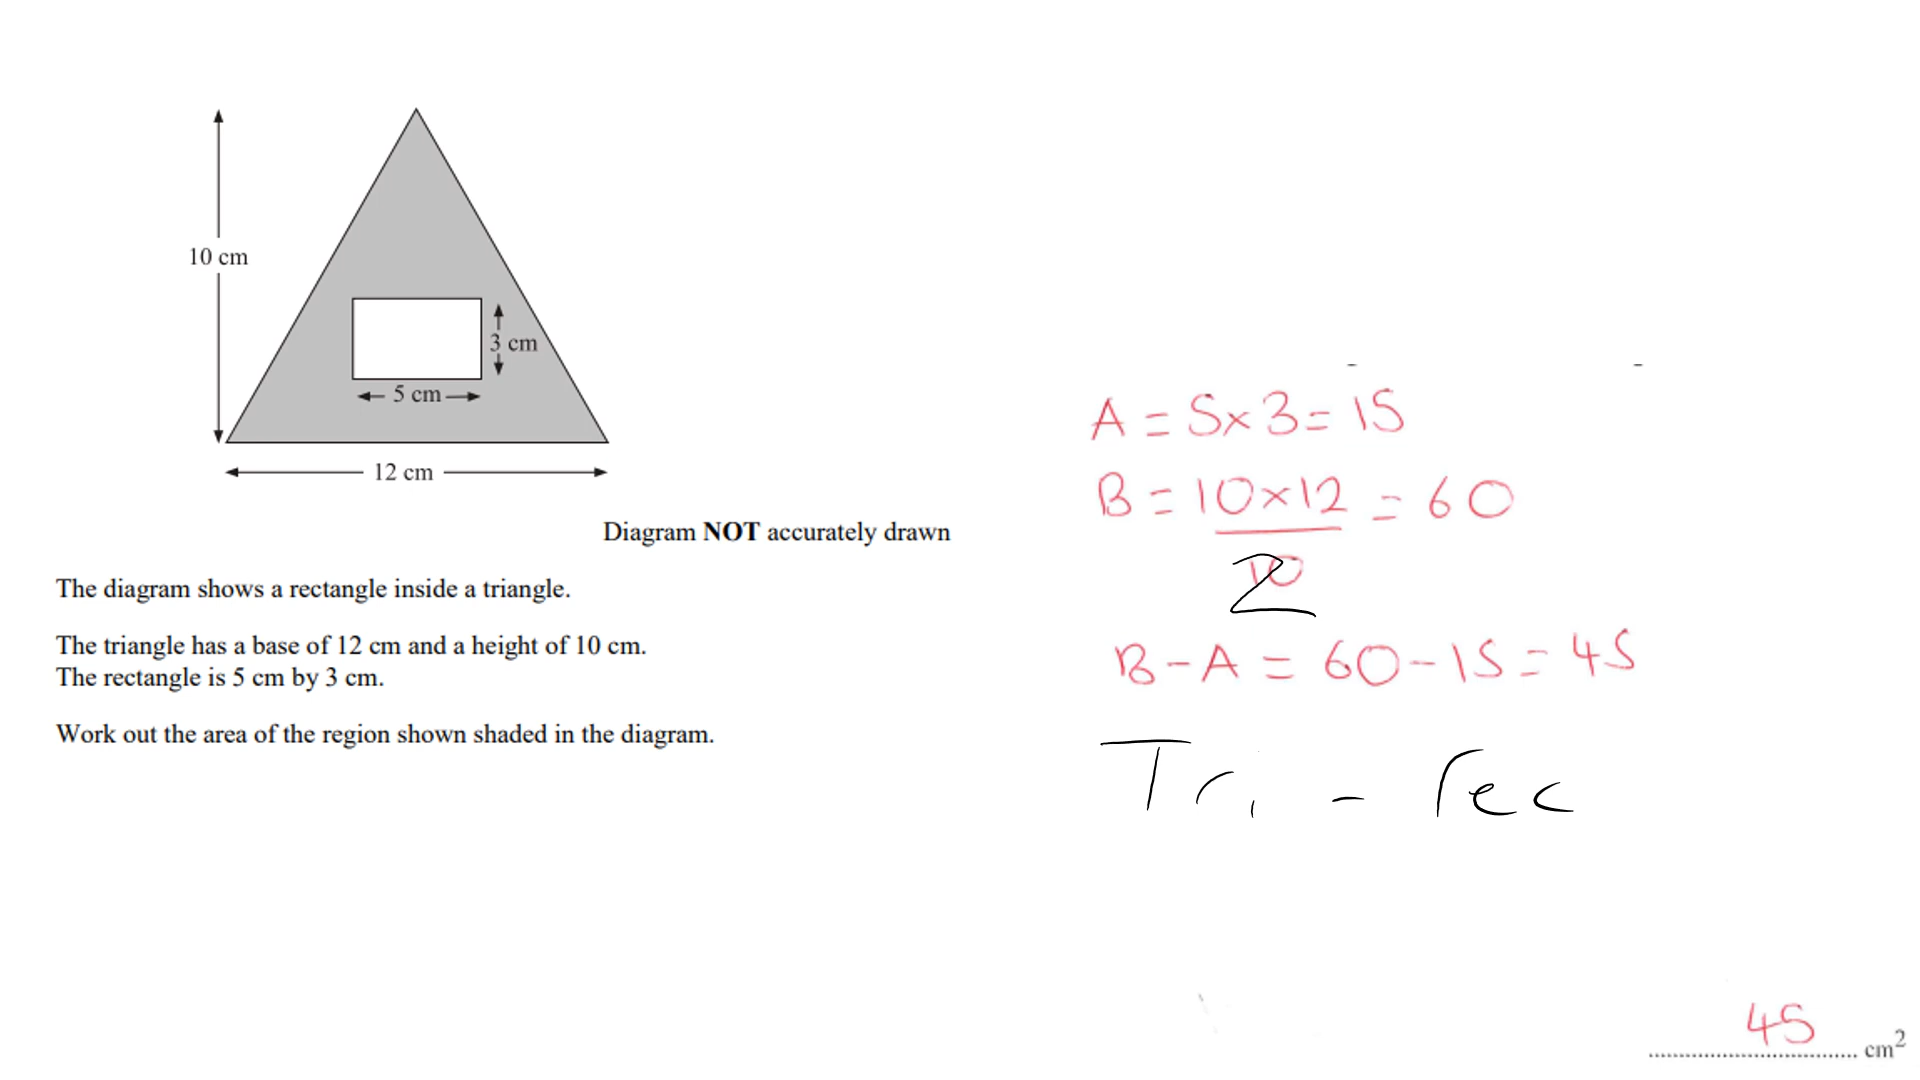 10 cm
3 cm
5 cm
12 cm
Diagram NOT accurately drawn
The diagram shows a rectangle inside a triangle.
The triangle has a base of 12 cm and a height of 10 cm.
The rectangle is 5 cm by 3 cm.
Work out the area of the region shown shaded in the diagram.
A = 5 x 3 = 15
B = 10 x 12 = 60
2
B - A = 60 - 15 = 45
Tri - rec
45
cm²